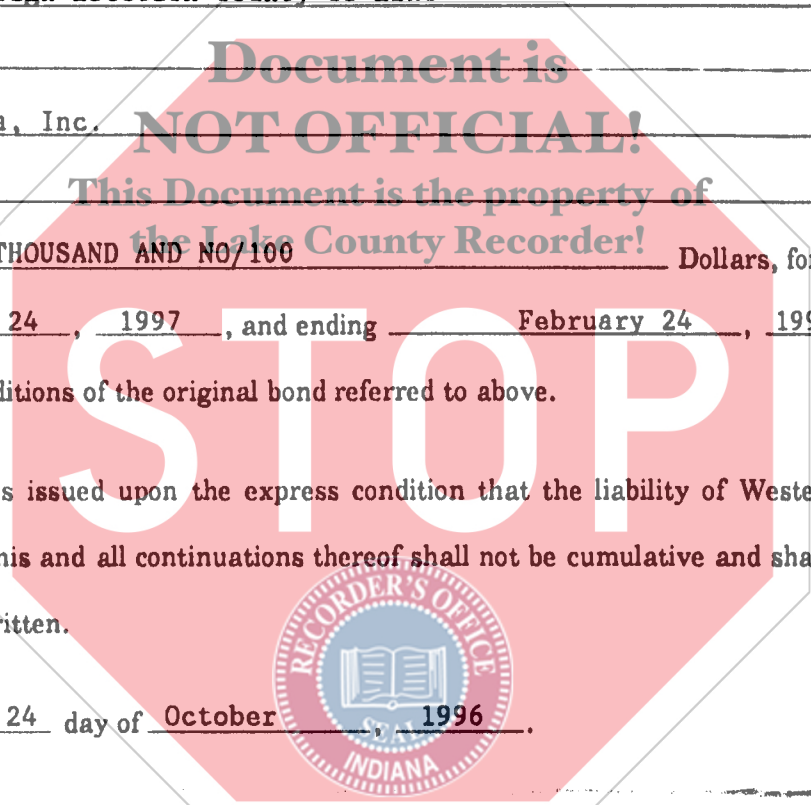 Document is
a, Inc. NOT OFFICIAL!
This Document is the property of
the Lake County Recorder!
THOUSAND AND NO/100 Dollars, for
24, 1997, and ending February 24, 199
ditions of the original bond referred to above.
STOP
s issued upon the express condition that the liability of Weste
his and all continuations thereof shall not be cumulative and sha
ritten.
RECORDER'S OFFICE
24 day of October, 1996.
SEAL
INDIANA